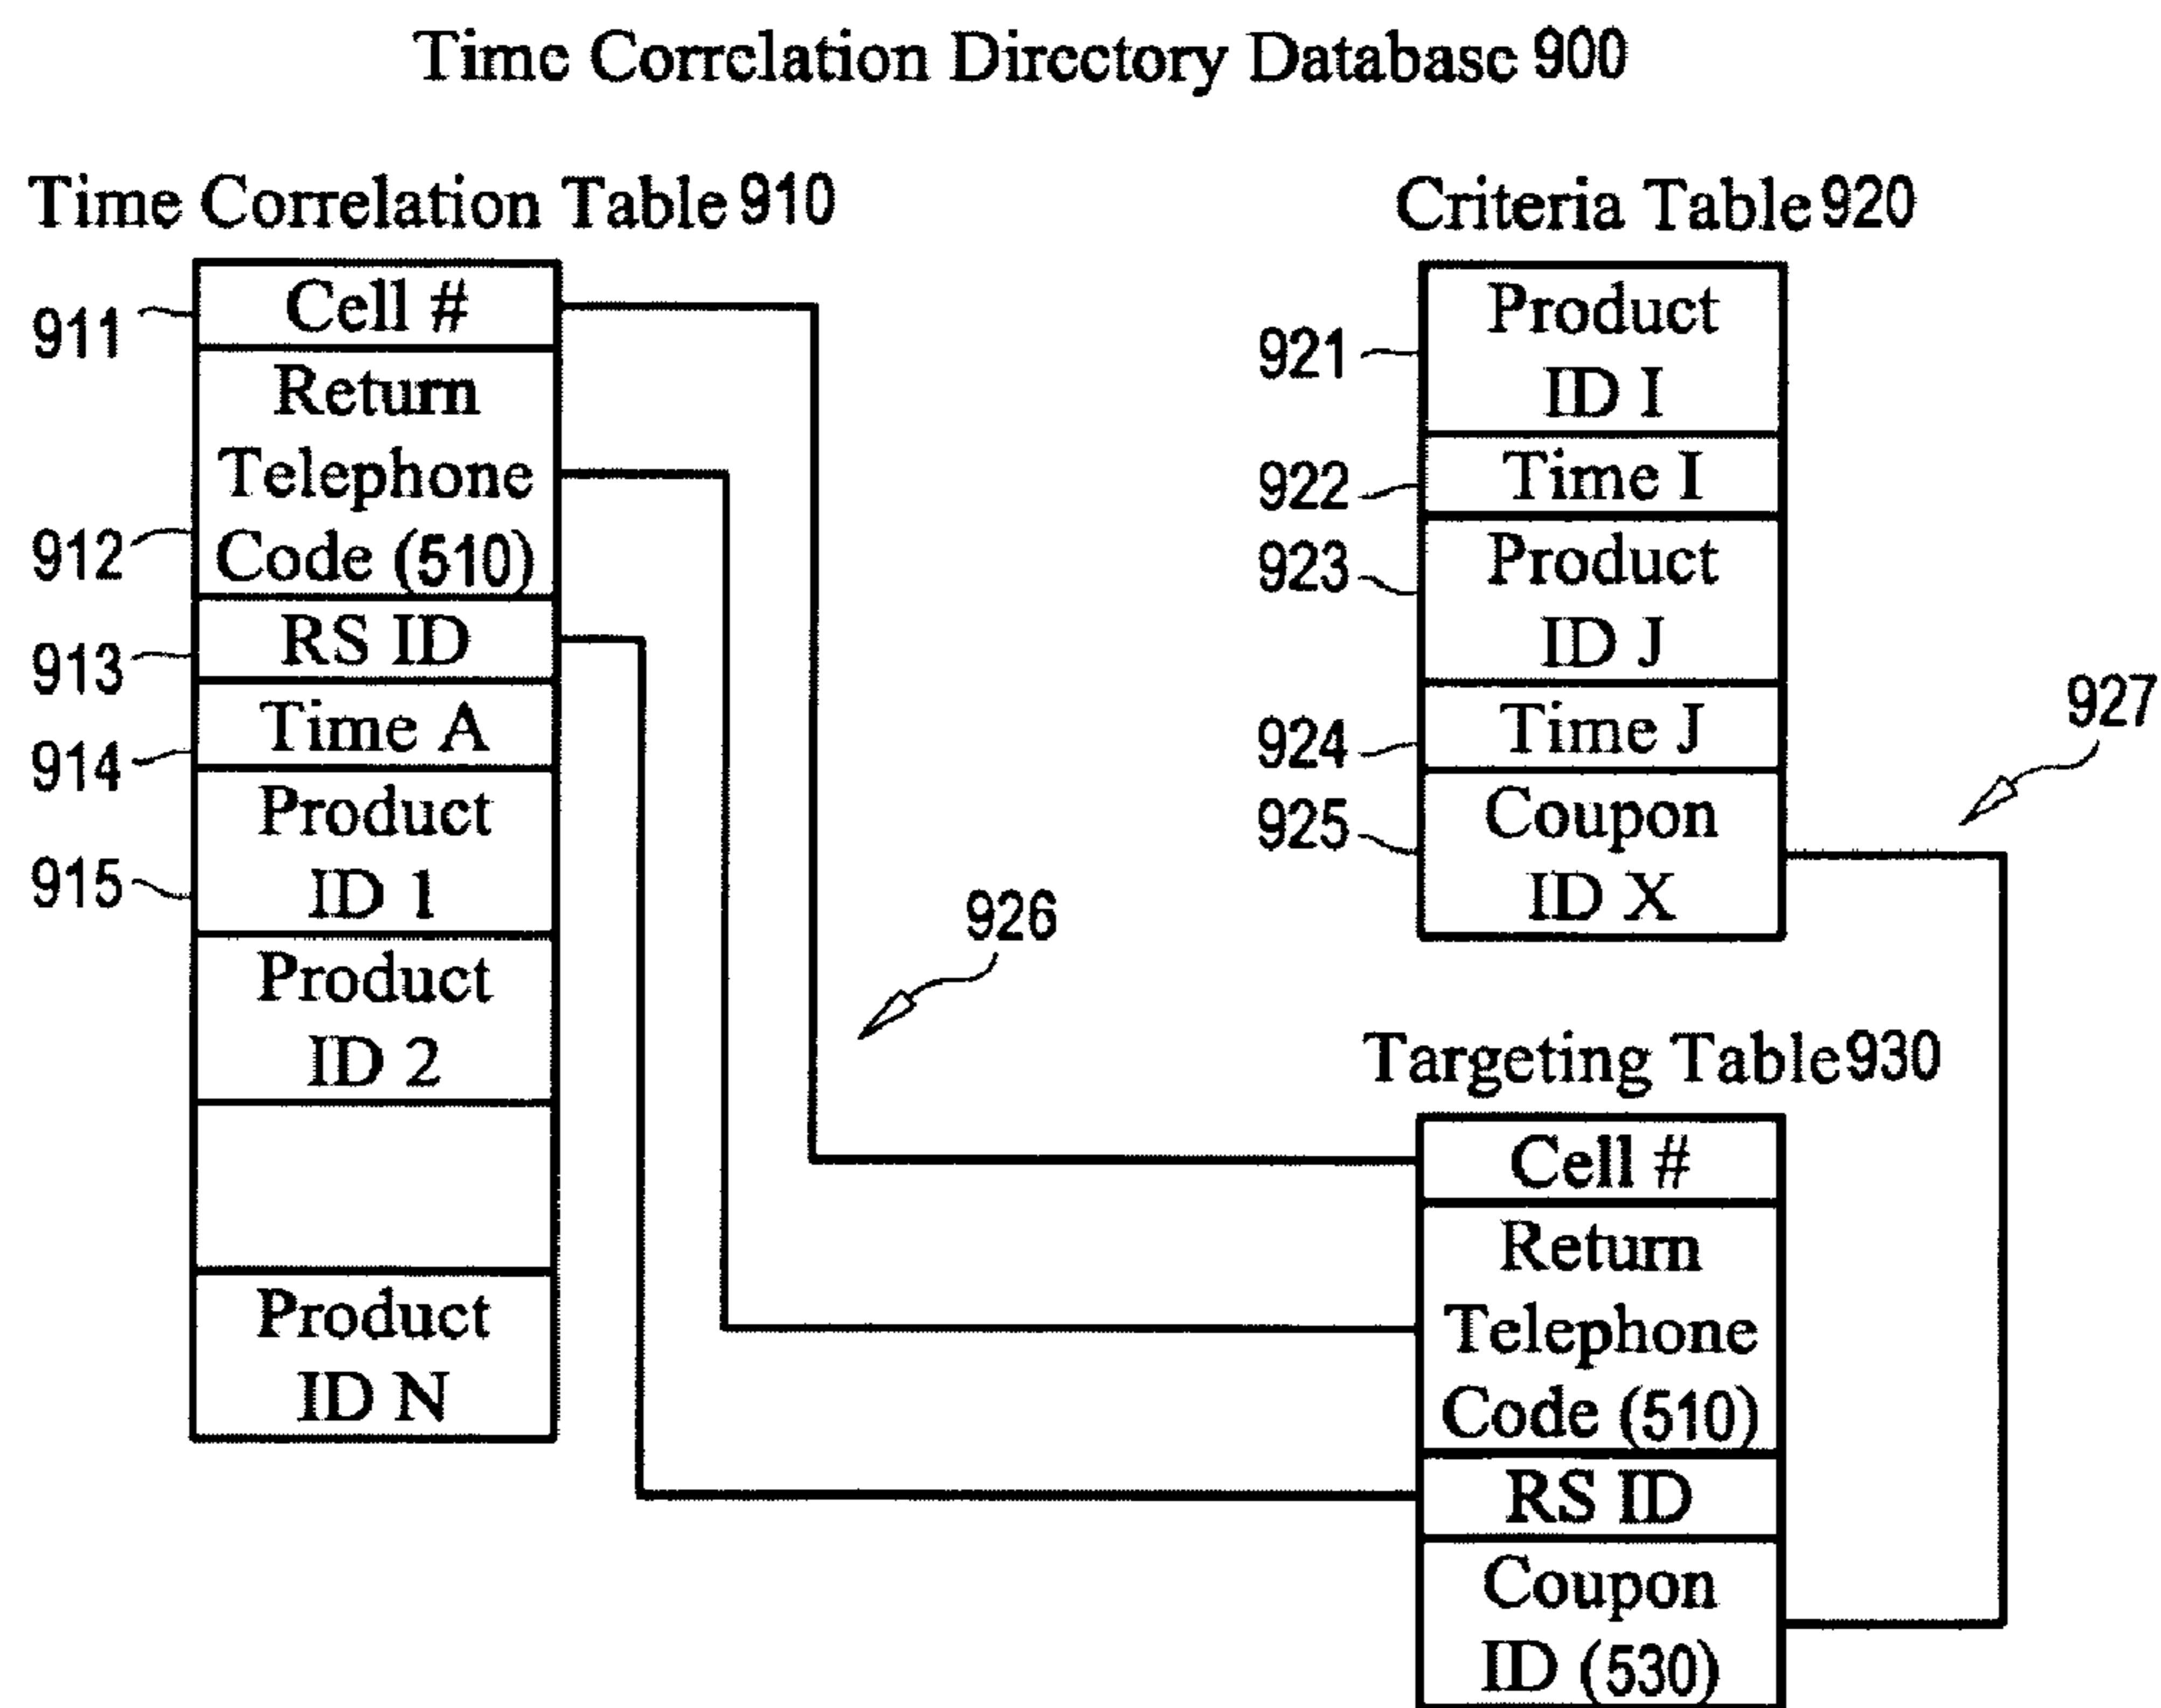 Time Correlation Directory Database 900
Time Correlation Table 910
911
Cell #
912
Return
Telephone
Code (510)
913
RS ID
914
Time A
915
Product
ID 1
Product
ID 2
Product
ID N
926
Criteria Table 920
921
Product
ID I
922
Time I
923
Product
ID J
924
Time J
925
Coupon
ID X
927
Targeting Table 930
Cell #
Return
Telephone
Code (510)
RS ID
Coupon
ID (530)